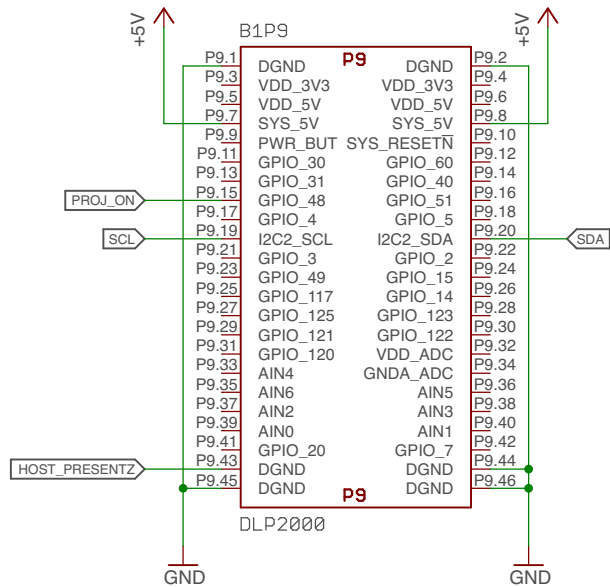 B1P9
+5V
+5V
P9
P9.1 DGND DGND P9.2
P9.3 VDD_3V3 VDD_3V3 P9.4
P9.5 VDD_5V VDD_5V P9.6
P9.7 SYS_5V SYS_5V P9.8
P9.9 PWR_BUT SYS_RESETN P9.10
P9.11 GPIO_30 GPIO_60 P9.12
P9.13 GPIO_31 GPIO_40 P9.14
PROJ_ON P9.15 GPIO_48 GPIO_51 P9.16
P9.17 GPIO_4 GPIO_5 P9.18
SCL P9.19 I2C2_SCL I2C2_SDA P9.20 SDA
P9.21 GPIO_3 GPIO_2 P9.22
P9.23 GPIO_49 GPIO_15 P9.24
P9.25 GPIO_117 GPIO_14 P9.26
P9.27 GPIO_125 GPIO_123 P9.28
P9.29 GPIO_121 GPIO_122 P9.30
P9.31 GPIO_120 VDD_ADC P9.32
P9.33 AIN4 GNDA_ADC P9.34
P9.35 AIN6 AIN5 P9.36
P9.37 AIN2 AIN3 P9.38
P9.39 AIN0 AIN1 P9.40
P9.41 GPIO_20 GPIO_7 P9.42
HOST_PRESENTZ P9.43 DGND DGND P9.44
P9.45 DGND DGND P9.46
P9
DLP2000
GND
GND